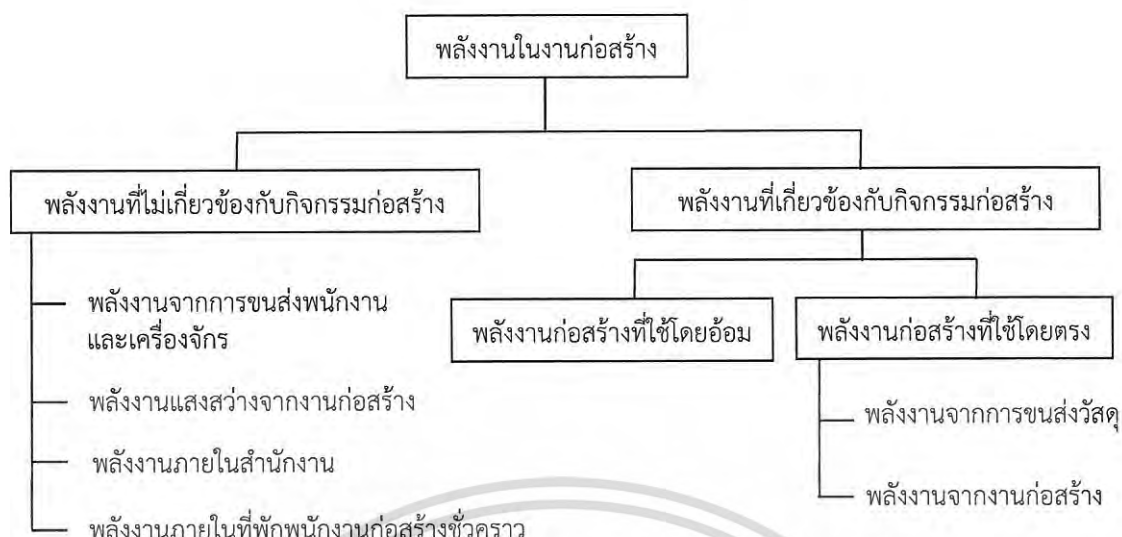 พลังงานในงานก่อสร้าง
พลังงานที่ไม่เกี่ยวข้องกับกิจกรรมก่อสร้าง
พลังงานที่เกี่ยวข้องกับกิจกรรมก่อสร้าง
พลังงานจากการขนส่งพนักงาน
และเครื่องจักร
พลังงานแสงสว่างจากงานก่อสร้าง
พลังงานภายในสำนักงาน
พลังงานภายในที่พักพนักงานก่อสร้างชั่วคราว
พลังงานก่อสร้างที่ใช้โดยอ้อม
พลังงานก่อสร้างที่ใช้โดยตรง
พลังงานจากการขนส่งวัสดุ
พลังงานจากงานก่อสร้าง